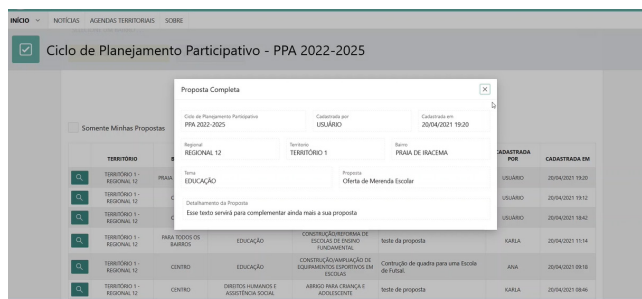 INÍCIO NOTÍCIAS AGENDAS TERRITORIAIS SOBRE
Ciclo de Planejamento Participativo - PPA 2022-2025
Proposta Completa
Ciclo de Planejamento Participativo Cadastrada por Cadastrada em
PPA 2022-2025 USUÁRIO 20/04/2021 19:20
Regional Território Bairro
REGIONAL 12 TERRITÓRIO 1 PRAIA DE IRACEMA
Tema Proposta
EDUCAÇÃO Oferta de Merenda Escolar
Detalhamento da Proposta
Esse texto servirá para complementar ainda mais a sua proposta
Somente Minhas Propostas
TERRITÓRIO CADASTRADA POR CADASTRADA EM
TERRITÓRIO 1 - REGIONAL 12 PRAIA USUÁRIO 20/04/2021 19:20
TERRITÓRIO 1 - REGIONAL 12 USUÁRIO 20/04/2021 19:12
TERRITÓRIO 1 - REGIONAL 12 USUÁRIO 20/04/2021 18:42
TERRITÓRIO 1 - REGIONAL 12 PARA TODOS OS BAIRROS EDUCAÇÃO CONSTRUÇÃO/REFORMA DE ESCOLAS DE ENSINO FUNDAMENTAL teste da proposta KARLA 20/04/2021 11:14
TERRITÓRIO 1 - REGIONAL 12 CENTRO EDUCAÇÃO CONSTRUÇÃO/AMPLIAÇÃO DE EQUIPAMENTOS ESPORTIVOS EM ESCOLAS Contrução de quadra para uma Escola de Futsal. ANA 20/04/2021 09:18
TERRITÓRIO 1 - REGIONAL 12 CENTRO DIREITOS HUMANOS E ASSISTÊNCIA SOCIAL ABRIGO PARA CRIANÇA E ADOLESCENTE teste de proposta KARLA 20/04/2021 08:46